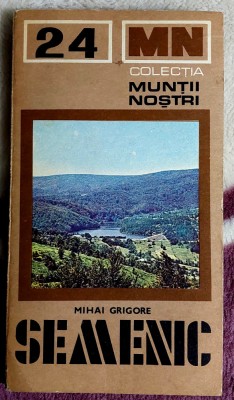 24 MN
COLECȚIA
MUNȚII
NOȘTRI
MIHAI GRIGORE
SEMENIC